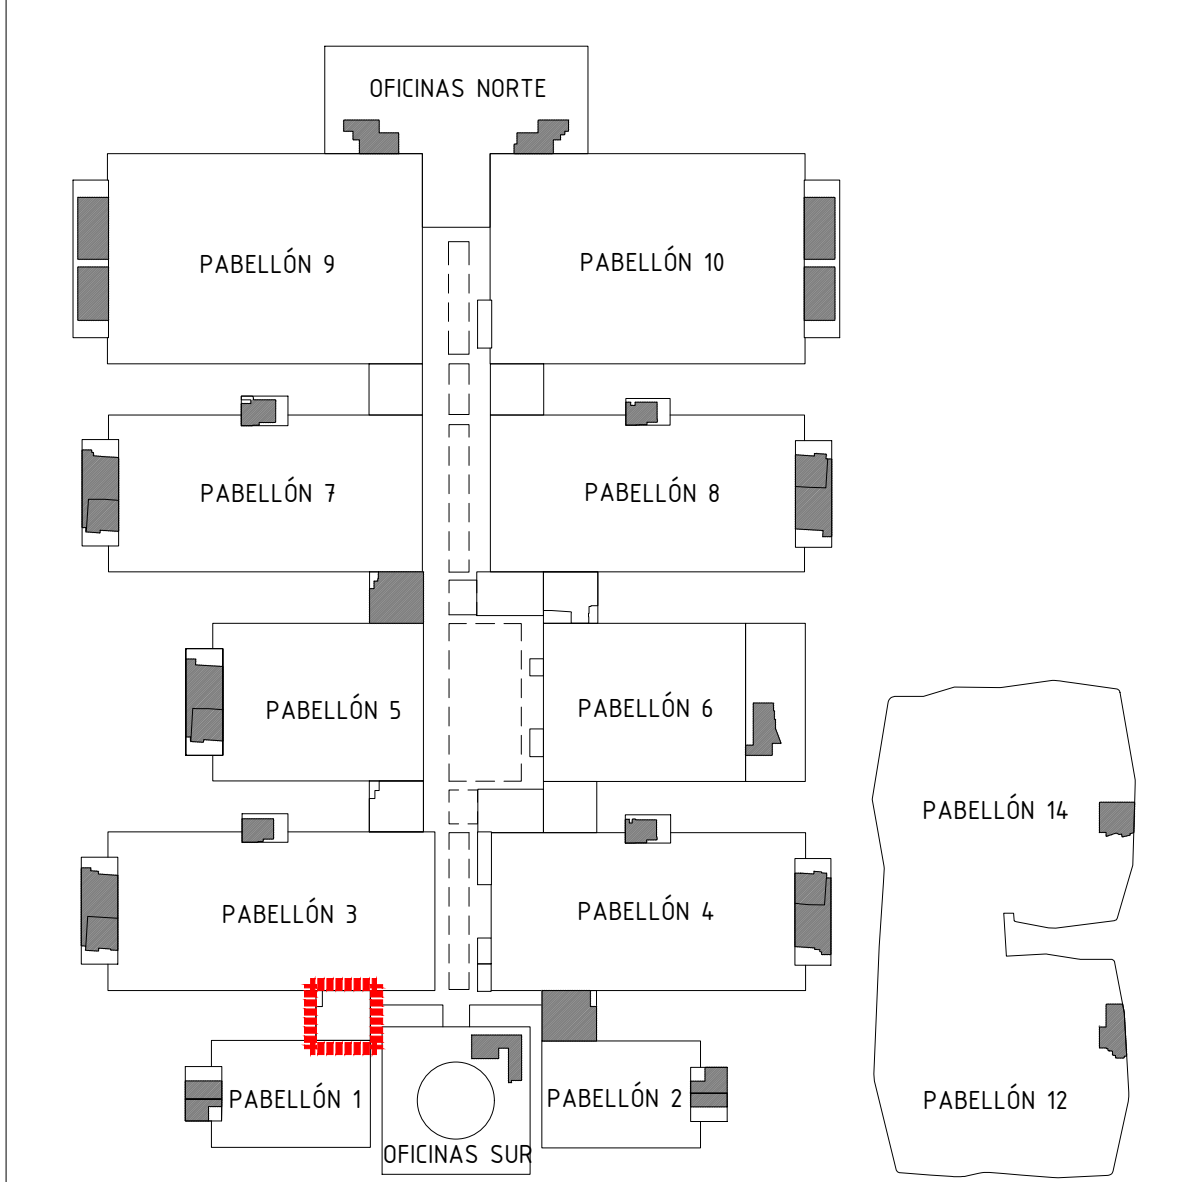 OFICINAS NORTE
PABELLÓN 9
PABELLÓN 10
PABELLÓN 7
PABELLÓN 8
PABELLÓN 5
PABELLÓN 6
PABELLÓN 14
PABELLÓN 3
PABELLÓN 4
PABELLÓN 1
PABELLÓN 2
PABELLÓN 12
OFICINAS SUR